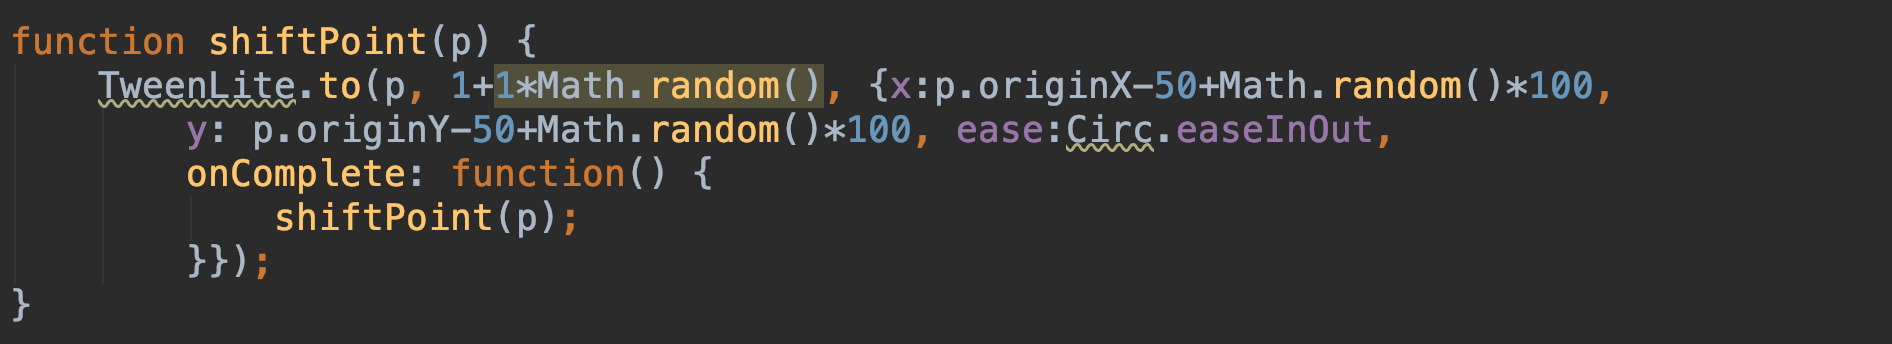 function shiftPoint(p) {
    TweenLite.to(p, 1+1*Math.random(), {x:p.originX-50+Math.random()*100,
        y: p.originY-50+Math.random()*100, ease:Circ.easeInOut,
        onComplete: function() {
            shiftPoint(p);
        }});
}